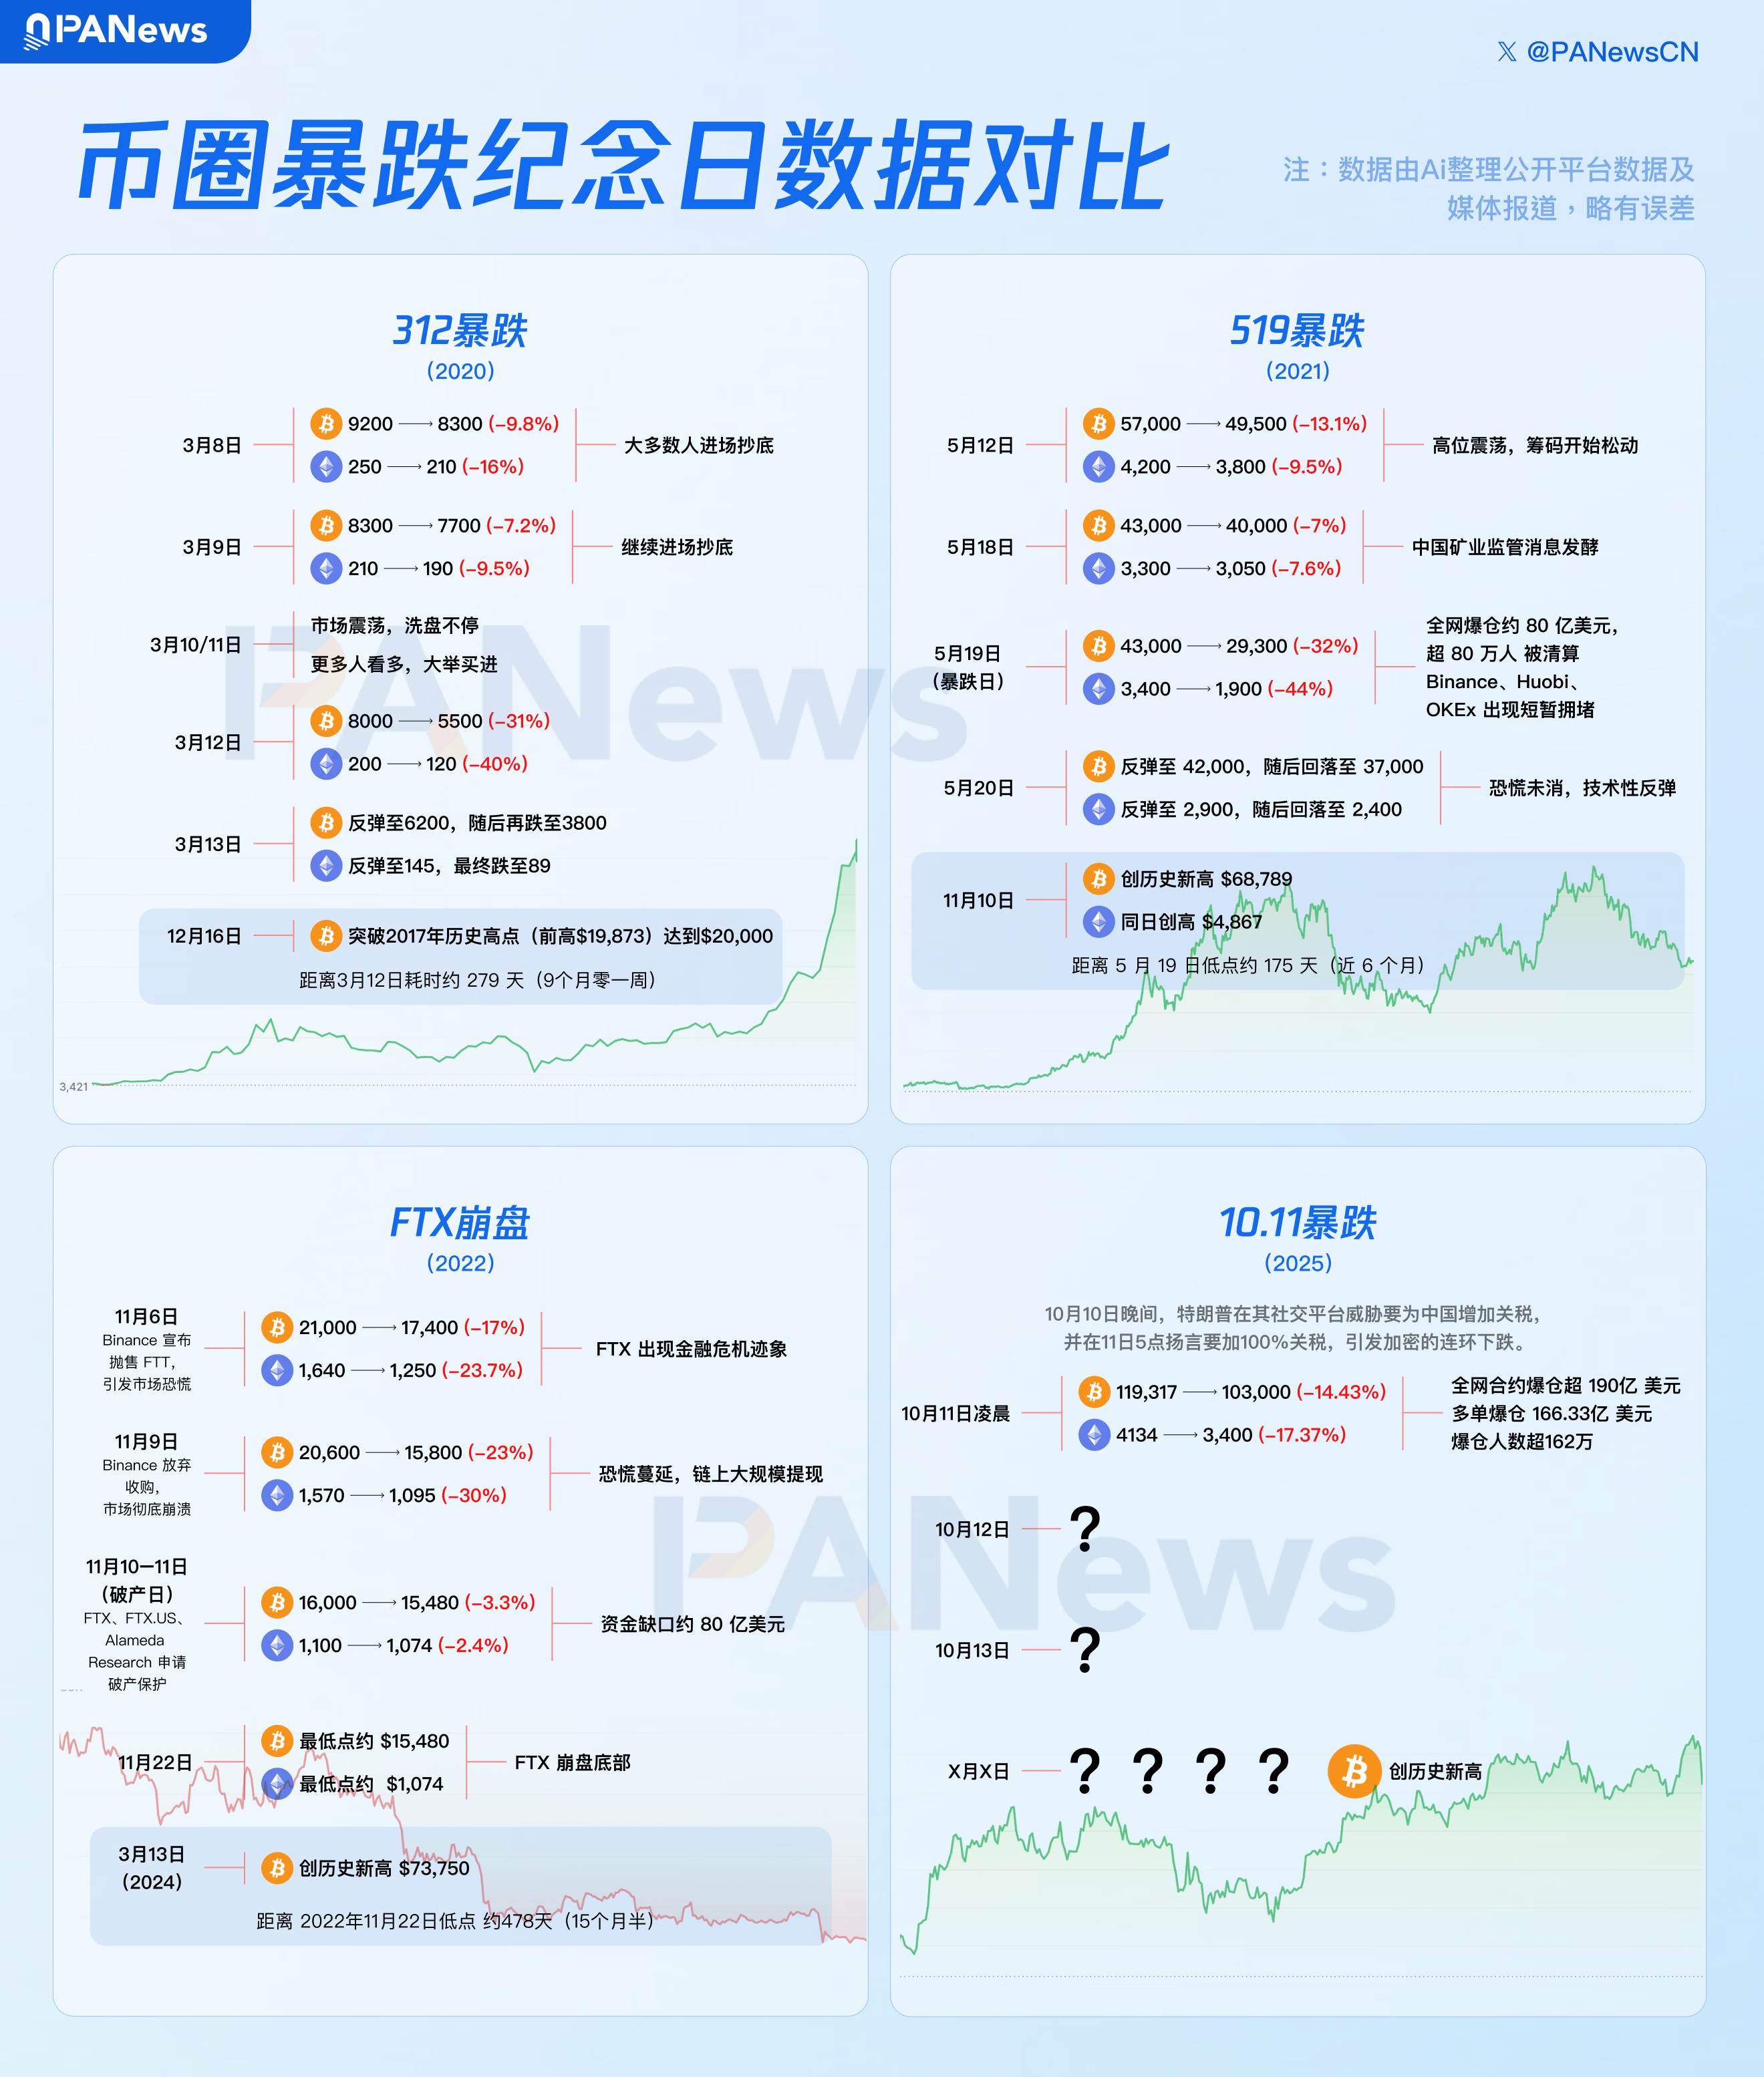 PANews
𝕏 @PANewsCN
币圈暴跌纪念日数据对比
注：数据由Ai整理公开平台数据及
媒体报道，略有误差
312暴跌
（2020）
3月8日
9200 → 8300 (−9.8%)
250 → 210 (−16%)
大多数人进场抄底
3月9日
8300 → 7700 (−7.2%)
210 → 190 (−9.5%)
继续进场抄底
3月10/11日
市场震荡，洗盘不停
更多人看多，大举买进
3月12日
8000 → 5500 (−31%)
200 → 120 (−40%)
3月13日
反弹至6200，随后再跌至3800
反弹至145，最终跌至89
12月16日
突破2017年历史高点（前高$19,873）达到$20,000
距离3月12日耗时约 279 天（9个月零一周）
3,421
519暴跌
（2021）
5月12日
57,000 → 49,500 (−13.1%)
4,200 → 3,800 (−9.5%)
高位震荡，筹码开始松动
5月18日
43,000 → 40,000 (−7%)
3,300 → 3,050 (−7.6%)
中国矿业监管消息发酵
5月19日
（暴跌日）
43,000 → 29,300 (−32%)
3,400 → 1,900 (−44%)
全网爆仓约 80 亿美元，
超 80 万人 被清算
Binance、Huobi、
OKEx 出现短暂拥堵
5月20日
反弹至 42,000，随后回落至 37,000
反弹至 2,900，随后回落至 2,400
恐慌未消，技术性反弹
11月10日
创历史新高 $68,789
同日创高 $4,867
距离 5 月 19 日低点约 175 天（近 6 个月）
FTX崩盘
（2022）
11月6日
Binance 宣布
抛售 FTT，
引发市场恐慌
21,000 → 17,400 (−17%)
1,640 → 1,250 (−23.7%)
FTX 出现金融危机迹象
11月9日
Binance 放弃
收购，
市场彻底崩溃
20,600 → 15,800 (−23%)
1,570 → 1,095 (−30%)
恐慌蔓延，链上大规模提现
11月10—11日
（破产日）
FTX、FTX.US、
Alameda
Research 申请
破产保护
16,000 → 15,480 (−3.3%)
1,100 → 1,074 (−2.4%)
资金缺口约 80 亿美元
11月22日
最低点约 $15,480
最低点约 $1,074
FTX 崩盘底部
3月13日
（2024）
创历史新高 $73,750
距离 2022年11月22日低点 约478天（15个月半）
10.11暴跌
（2025）
10月10日晚间，特朗普在其社交平台威胁要为中国增加关税，
并在11日5点扬言要加100%关税，引发加密的连环下跌。
10月11日凌晨
119,317 → 103,000 (−14.43%)
4134 → 3,400 (−17.37%)
全网合约爆仓超 190亿 美元
多单爆仓 166.33亿 美元
爆仓人数超162万
10月12日
?
10月13日
?
X月X日
? ? ? ?
创历史新高
PANews
PANews